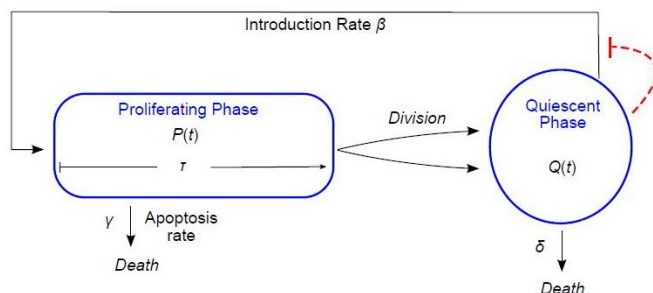 Introduction Rate β
Proliferating Phase
P(t)
τ
Division
Quiescent
Phase
Q(t)
γ
Apoptosis
rate
Death
δ
Death